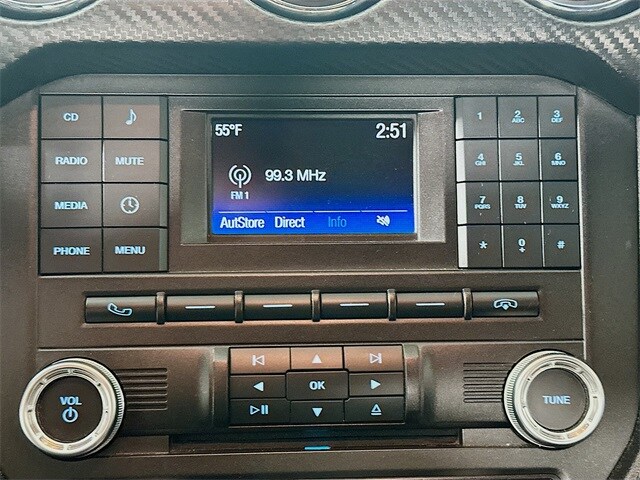 CD
RADIO MUTE
MEDIA
PHONE MENU
55°F 2:51
99.3 MHz
FM 1
AutStore Direct Info
1 2 ABC 3 DEF
4 GHI 5 JKL 6 MNO
7 PQRS 8 TUV 9 WXYZ
* 0 + #
VOL
OK
TUNE